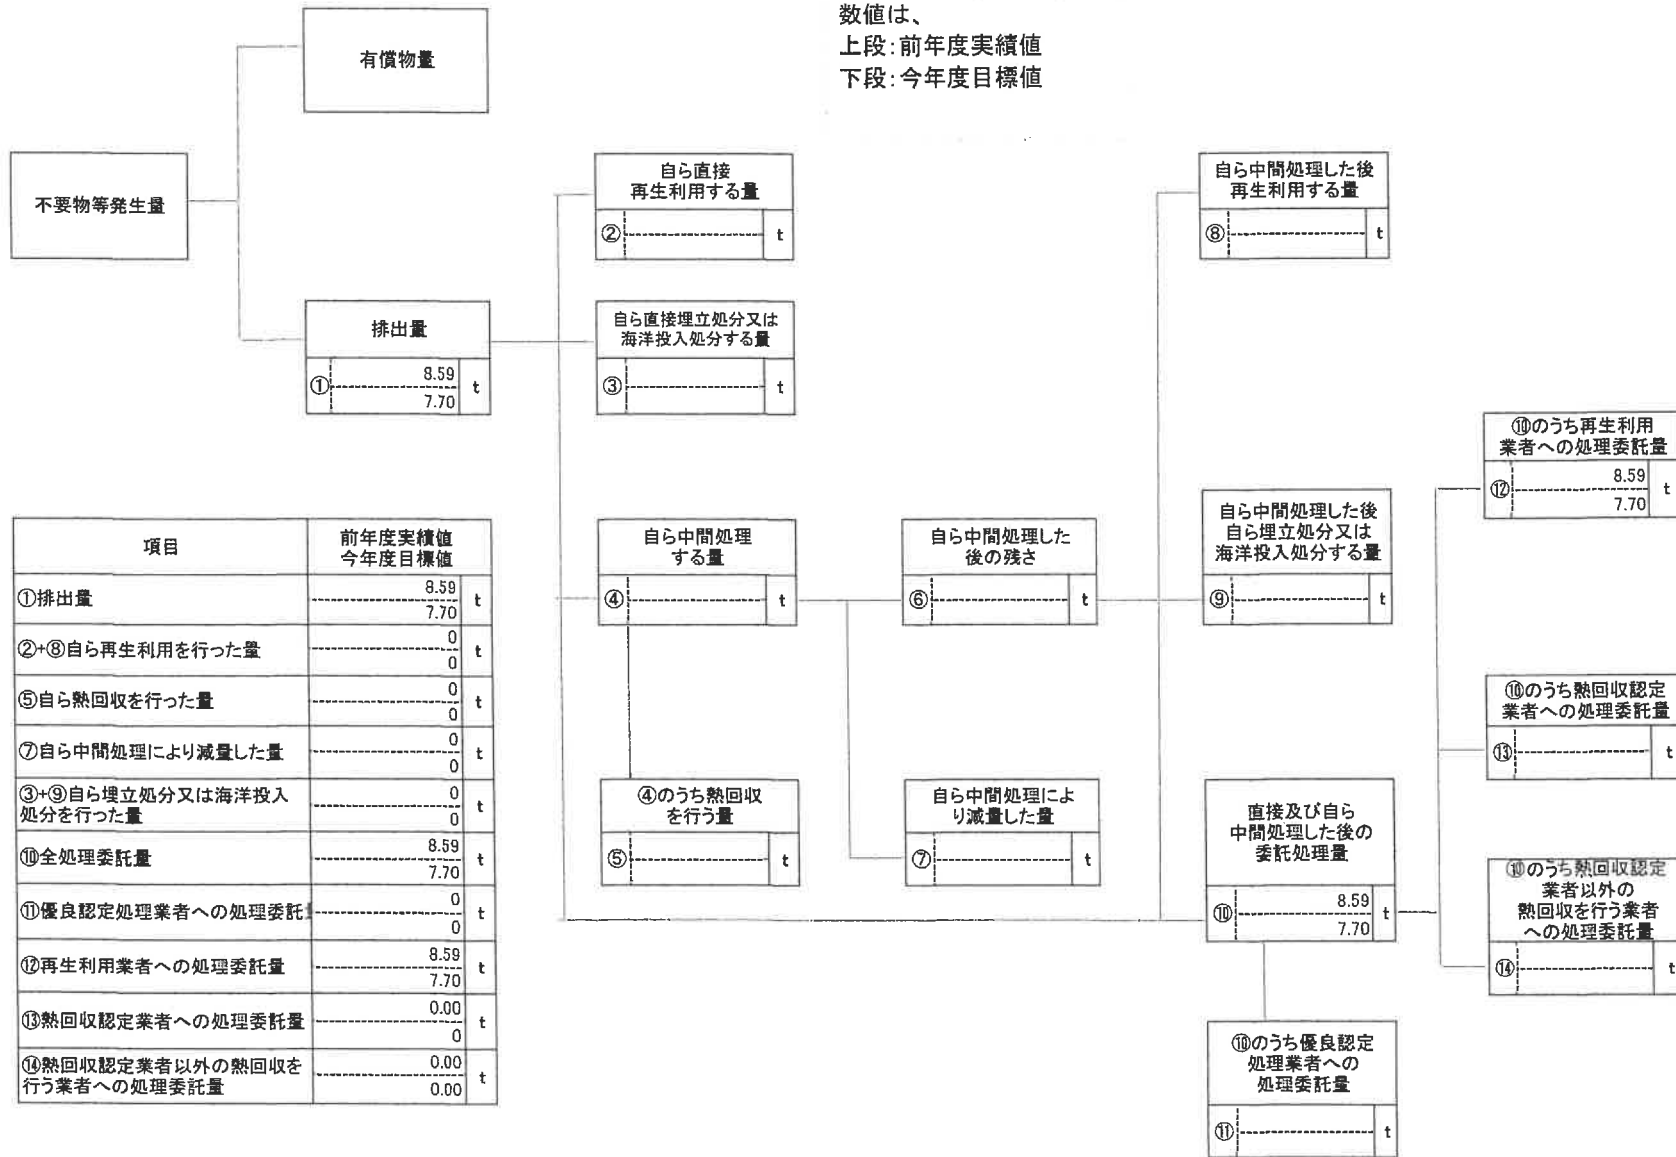 数値は、
上段:前年度実績値
下段:今年度目標値
有償物量
不要物等発生量
排出量
① 8.59 t
7.70
自ら直接
再生利用する量
② t
自ら直接埋立処分又は
海洋投入処分する量
③ t
自ら中間処理
する量
④ t
④のうち熱回収
を行う量
⑤ t
自ら中間処理した
後の残さ
⑥ t
自ら中間処理によ
り減量した量
⑦ t
自ら中間処理した後
再生利用する量
⑧ t
自ら中間処理した後
自ら埋立処分又は
海洋投入処分する量
⑨ t
直接及び自ら
中間処理した後の
委託処理量
⑩ 8.59 t
7.70
⑩のうち優良認定
処理業者への
処理委託量
⑪ t
⑩のうち再生利用
業者への処理委託量
⑫ 8.59 t
7.70
⑩のうち熱回収認定
業者への処理委託量
⑬ t
⑩のうち熱回収認定
業者以外の
熱回収を行う業者
への処理委託量
⑭ t
項目 前年度実績値
今年度目標値
①排出量 8.59 t
7.70
②+⑧自ら再生利用を行った量 0 t
0
⑤自ら熱回収を行った量 0 t
0
⑦自ら中間処理により減量した量 0 t
0
③+⑨自ら埋立処分又は海洋投入 0 t
処分を行った量 0
⑩全処理委託量 8.59 t
7.70
⑪優良認定処理業者への処理委託 0 t
0
⑫再生利用業者への処理委託量 8.59 t
7.70
⑬熱回収認定業者への処理委託量 0.00 t
0
⑭熱回収認定業者以外の熱回収を 0.00 t
行う業者への処理委託量 0.00